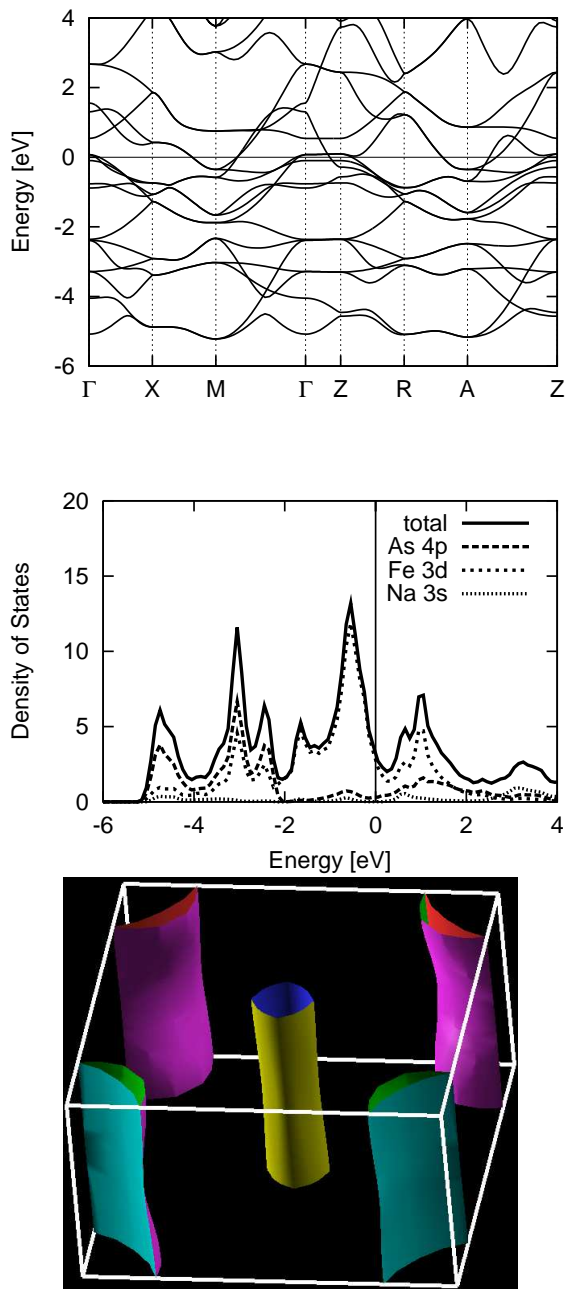 4
2
0
-2
-4
-6
Energy [eV]
Γ X M Γ Z R A Z
20
15
10
5
0
Density of States
total
As 4p
Fe 3d
Na 3s
-6 -4 -2 0 2 4
Energy [eV]